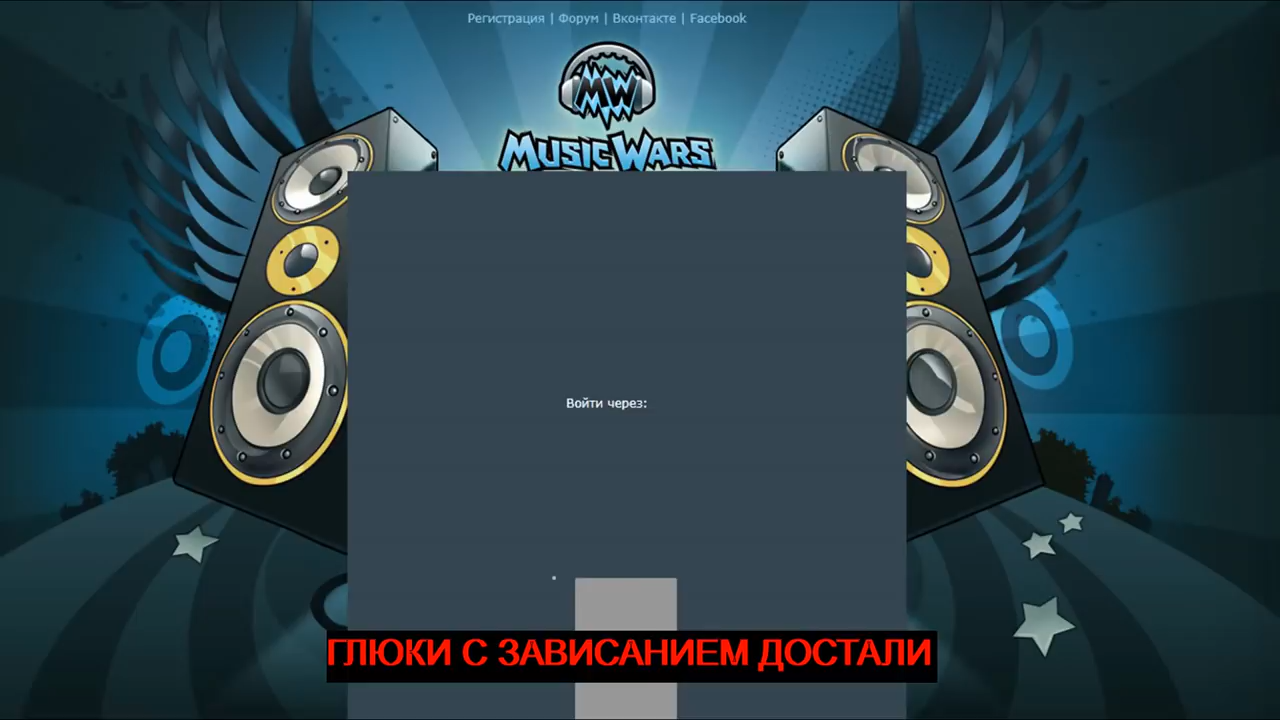 Регистрация | Форум | Вконтакте | Facebook
MW
MUSIC WARS
Войти через:
ГЛЮКИ С ЗАВИСАНИЕМ ДОСТАЛИ